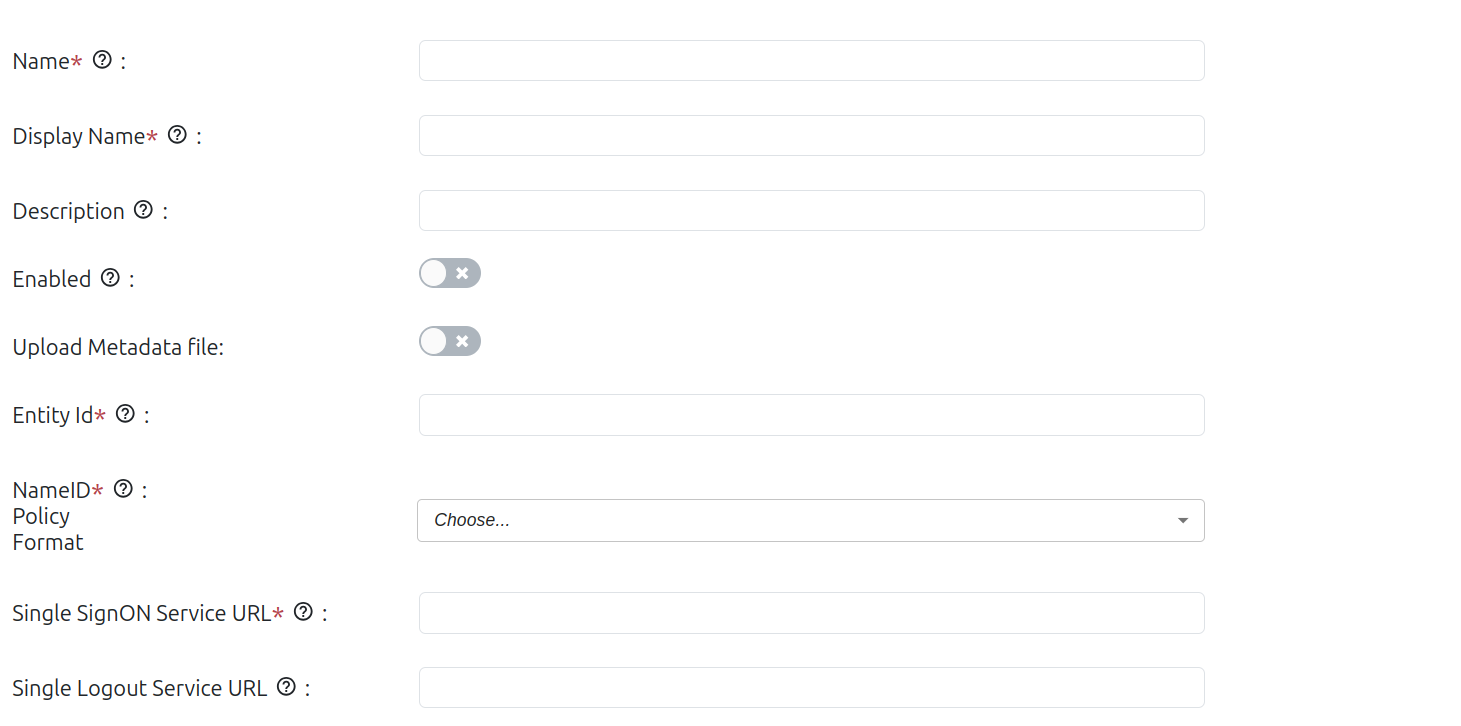 Name* ? :
Display Name* ? :
Description ? :
Enabled ? :
Upload Metadata file:
Entity Id* ? :
NameID* ? :
Policy
Format
Choose...
Single SignON Service URL* ? :
Single Logout Service URL ? :